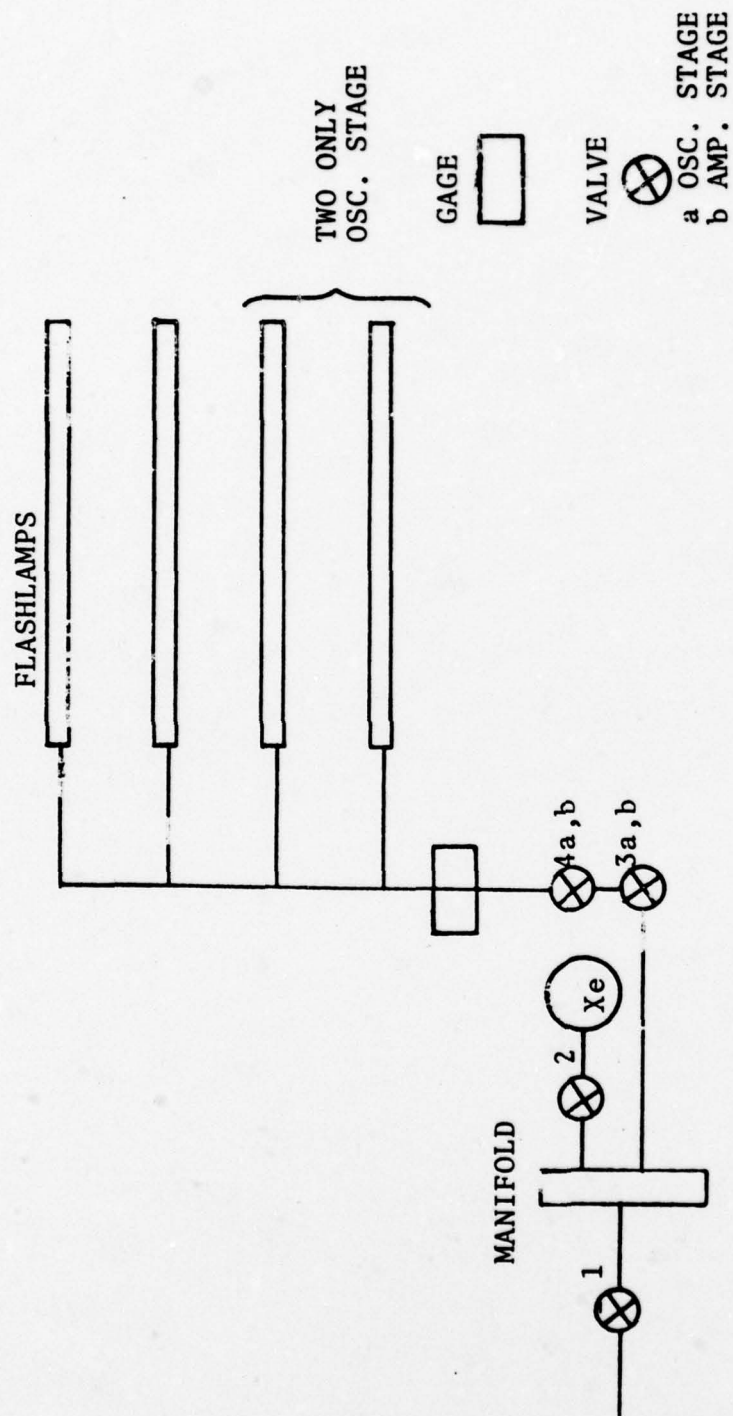 FLASHLAMPS
TWO ONLY
OSC. STAGE
GAGE
VALVE
a OSC. STAGE
b AMP. STAGE
4a,b
3a,b
Xe
2
MANIFOLD
1